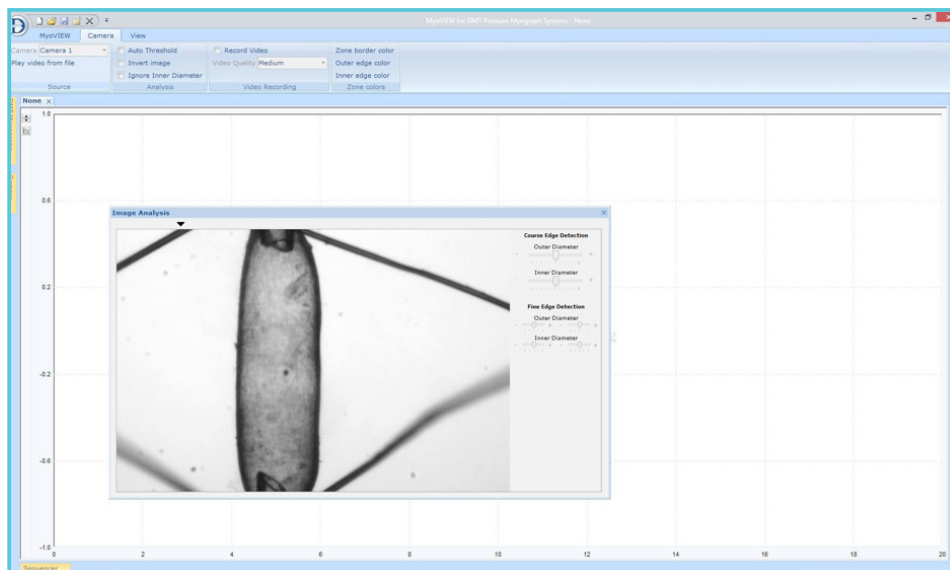 MyoVIEW for DMT Pressure Myograph Systems - None
MyoVIEW Camera View
Camera Camera 1
Play video from file
Source
Auto Threshold
Invert image
Ignore Inner Diameter
Analysis
Record Video
Video Quality Medium
Video Recording
Zone border color
Outer edge color
Inner edge color
Zone colors
None
1.0
0.6
0.2
-0.2
-0.6
-1.0
0 2 4 6 8 10 12 14 16 18 20
Image Analysis
Course Edge Detection
Outer Diameter
Inner Diameter
Fine Edge Detection
Outer Diameter
Inner Diameter
Sequencer